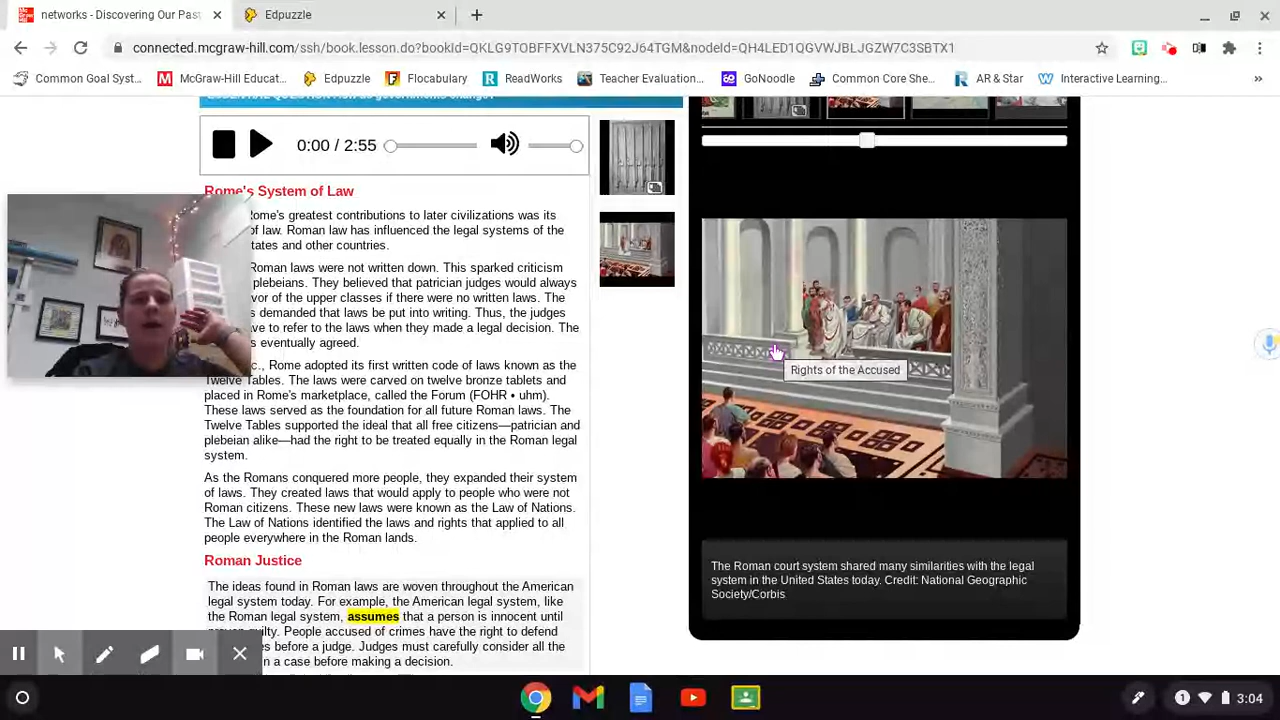 networks - Discovering Our Past
Edpuzzle
connected.mcgraw-hill.com/ssh/book.lesson.do?bookId=QKLG9TOBFFXVLN375C92J64TGM&nodeId=QH4LED1QGVWJBLJGZW7C3SBTX1
Common Goal Syst...
McGraw-Hill Educat...
Edpuzzle
Flocabulary
ReadWorks
Teacher Evaluation...
GoNoodle
Common Core She...
AR & Star
Interactive Learning...
0:00 / 2:55
Rome's System of Law
Rome's greatest contributions to later civilizations was its
of law. Roman law has influenced the legal systems of the
and other countries.
Roman laws were not written down. This sparked criticism
plebeians. They believed that patrician judges would always
of the upper classes if there were no written laws. The
demanded that laws be put into writing. Thus, the judges
to refer to the laws when they made a legal decision. The
eventually agreed.
Rome adopted its first written code of laws known as the
Twelve Tables. The laws were carved on twelve bronze tablets and
placed in Rome's marketplace, called the Forum (FOHR • uhm).
These laws served as the foundation for all future Roman laws. The
Twelve Tables supported the ideal that all free citizens—patrician and
plebeian alike—had the right to be treated equally in the Roman legal
system.
As the Romans conquered more people, they expanded their system
of laws. They created laws that would apply to people who were not
Roman citizens. These new laws were known as the Law of Nations.
The Law of Nations identified the laws and rights that applied to all
people everywhere in the Roman lands.
Roman Justice
The ideas found in Roman laws are woven throughout the American
legal system today. For example, the American legal system, like
the Roman legal system, assumes that a person is innocent until
guilty. People accused of crimes have the right to defend
before a judge. Judges must carefully consider all the
in a case before making a decision.
Rights of the Accused
The Roman court system shared many similarities with the legal
system in the United States today. Credit: National Geographic
Society/Corbis
1
3:04